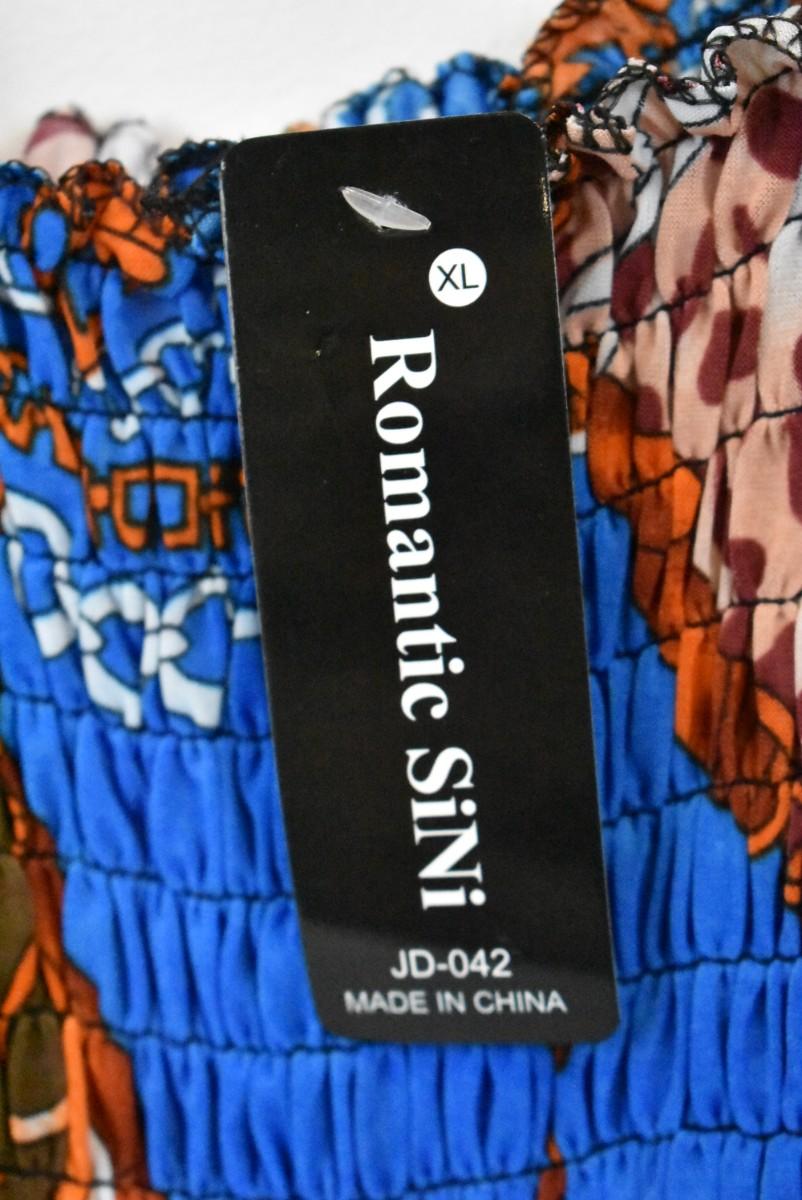 XL
Romantic SiNi
JD-042
MADE IN CHINA